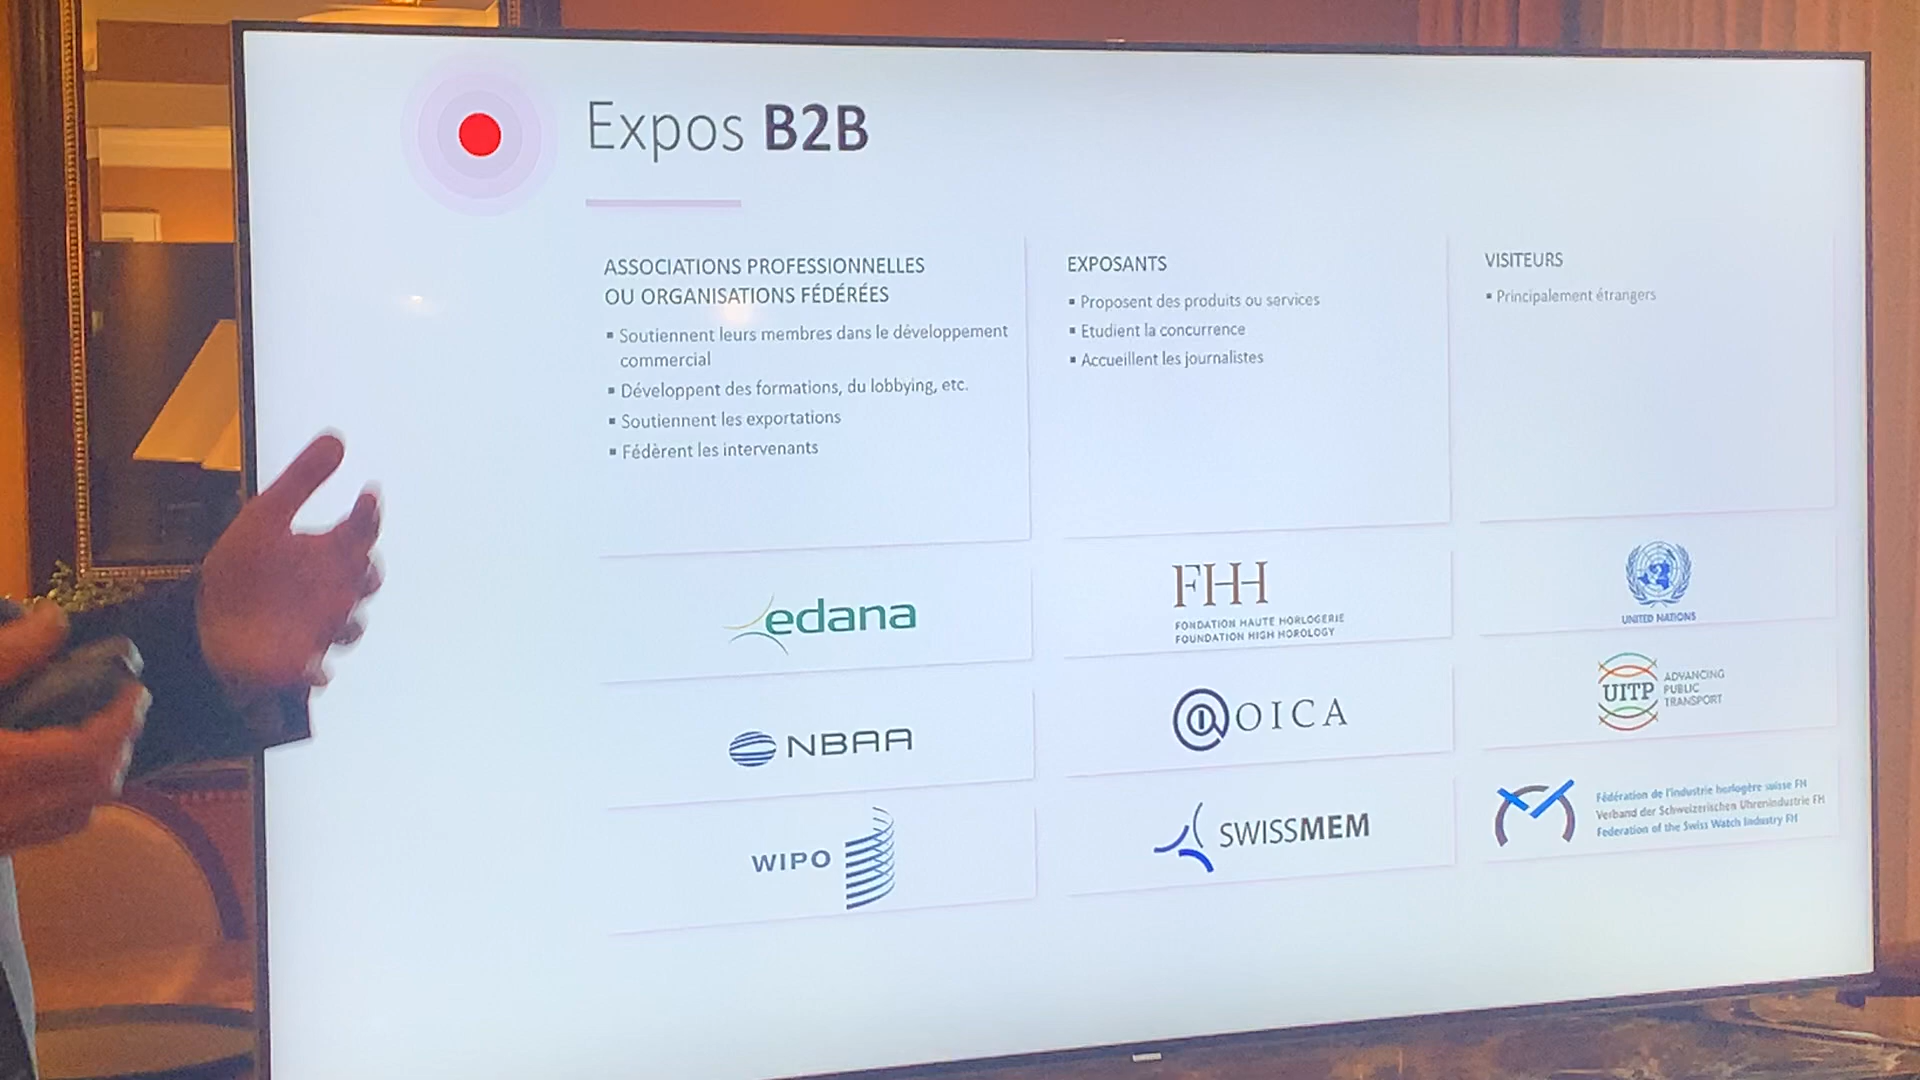 Expos B2B
ASSOCIATIONS PROFESSIONNELLES
OU ORGANISATIONS FÉDÉRÉES
▪ Soutiennent leurs membres dans le développement
commercial
▪ Développent des formations, du lobbying, etc.
▪ Soutiennent les exportations
▪ Fédèrent les intervenants
EXPOSANTS
▪ Proposent des produits ou services
▪ Etudient la concurrence
▪ Accueillent les journalistes
VISITEURS
▪ Principalement étrangers
edana
FHH
FONDATION HAUTE HORLOGERIE
FOUNDATION HIGH HOROLOGY
UNITED NATIONS
NBAA
OICA
UITP
ADVANCING
PUBLIC
TRANSPORT
WIPO
SWISSMEM
Fédération de l'industrie horlogère suisse FH
Verband der Schweizerischen Uhrenindustrie FH
Federation of the Swiss Watch Industry FH